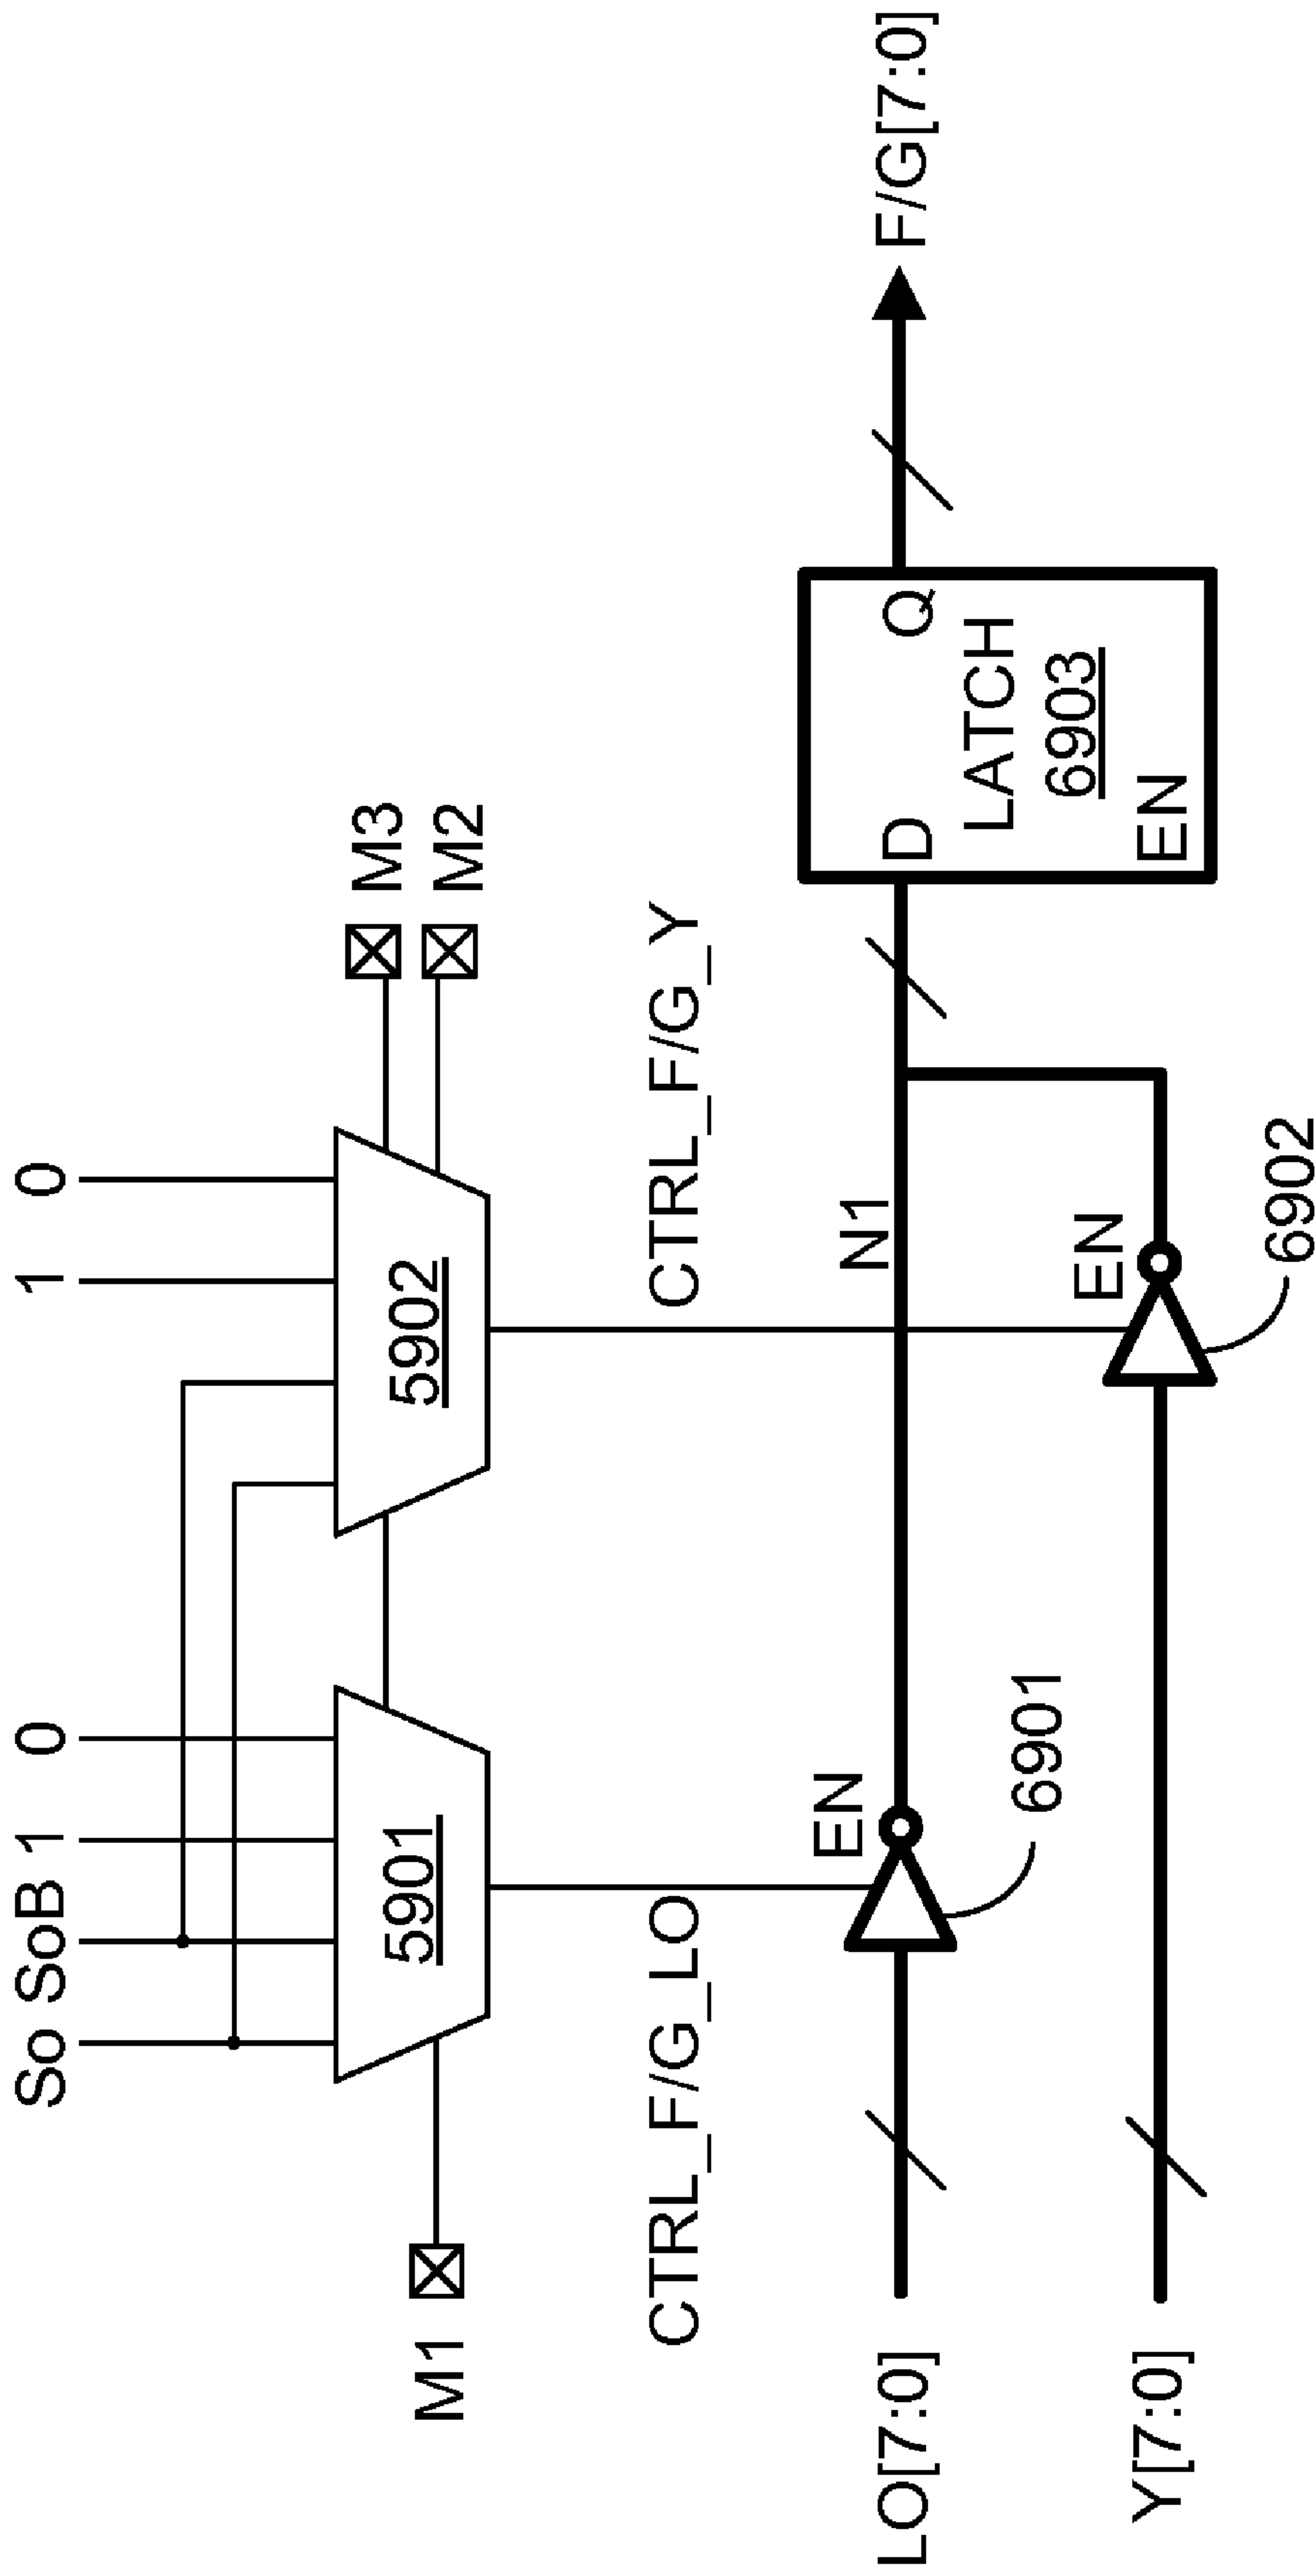 So SoB 1 0
1 0
5901
5902
M3
M1
M2
CTRL_F/G_LO
CTRL_F/G_Y
EN
N1
LO[7:0]
D
Q
F/G[7:0]
LATCH
6901
6903
EN
EN
Y[7:0]
6902